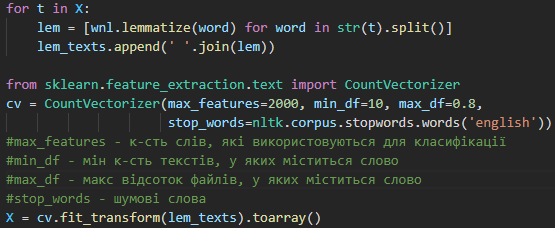 for t in X:
lem = [wnl.lemmatize(word) for word in str(t).split()]
lem_texts.append(' '.join(lem))
from sklearn.feature_extraction.text import CountVectorizer
cv = CountVectorizer(max_features=2000, min_df=10, max_df=0.8,
stop_words=nltk.corpus.stopwords.words('english'))
#max_features - к-сть слів, які використовуються для класифікації
#min_df - мін к-сть текстів, у яких міститься слово
#max_df - макс відсоток файлів, у яких міститься слово
#stop_words - шумові слова
X = cv.fit_transform(lem_texts).toarray()